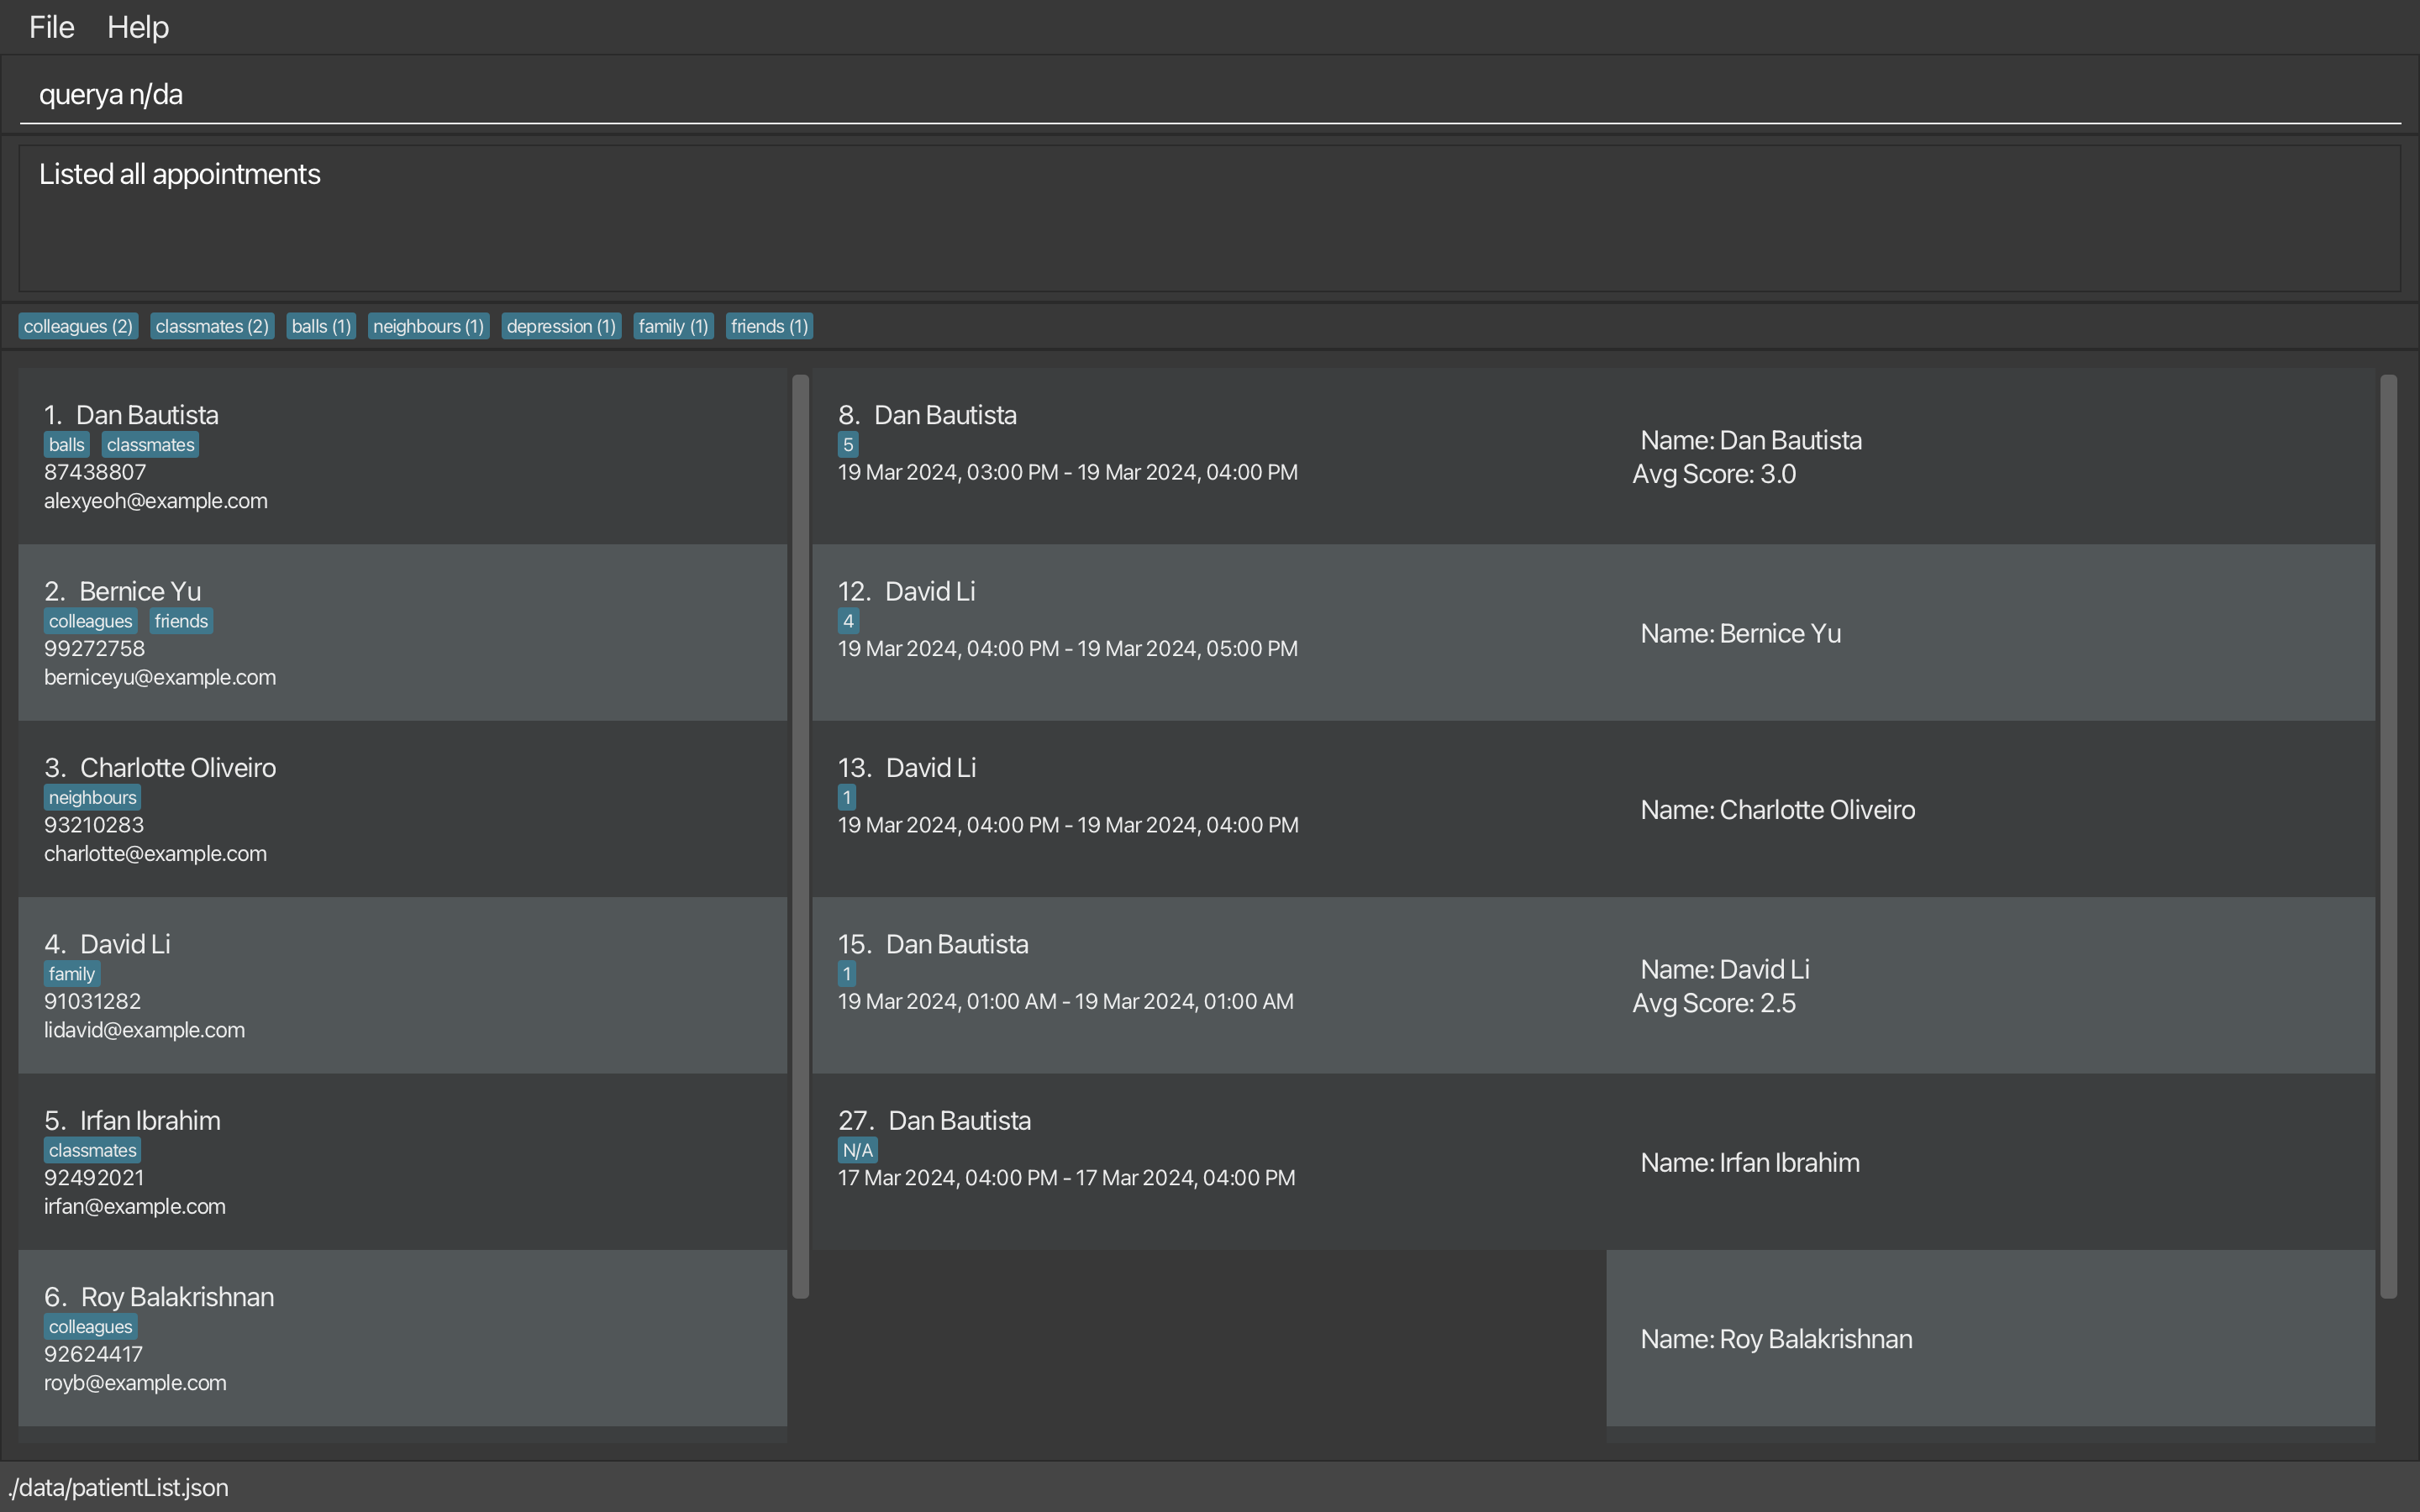 File Help
querya n/da
Listed all appointments
colleagues (2) classmates (2) balls (1) neighbours (1) depression (1) family (1) friends (1)
1. Dan Bautista
balls classmates
87438807
alexyeoh@example.com
2. Bernice Yu
colleagues friends
99272758
berniceyu@example.com
3. Charlotte Oliveiro
neighbours
93210283
charlotte@example.com
4. David Li
family
91031282
lidavid@example.com
5. Irfan Ibrahim
classmates
92492021
irfan@example.com
6. Roy Balakrishnan
colleagues
92624417
royb@example.com
8. Dan Bautista
5
19 Mar 2024, 03:00 PM - 19 Mar 2024, 04:00 PM
12. David Li
4
19 Mar 2024, 04:00 PM - 19 Mar 2024, 05:00 PM
13. David Li
1
19 Mar 2024, 04:00 PM - 19 Mar 2024, 04:00 PM
15. Dan Bautista
1
19 Mar 2024, 01:00 AM - 19 Mar 2024, 01:00 AM
27. Dan Bautista
N/A
17 Mar 2024, 04:00 PM - 17 Mar 2024, 04:00 PM
Name: Dan Bautista
Avg Score: 3.0
Name: Bernice Yu
Name: Charlotte Oliveiro
Name: David Li
Avg Score: 2.5
Name: Irfan Ibrahim
Name: Roy Balakrishnan
./data/patientList.json